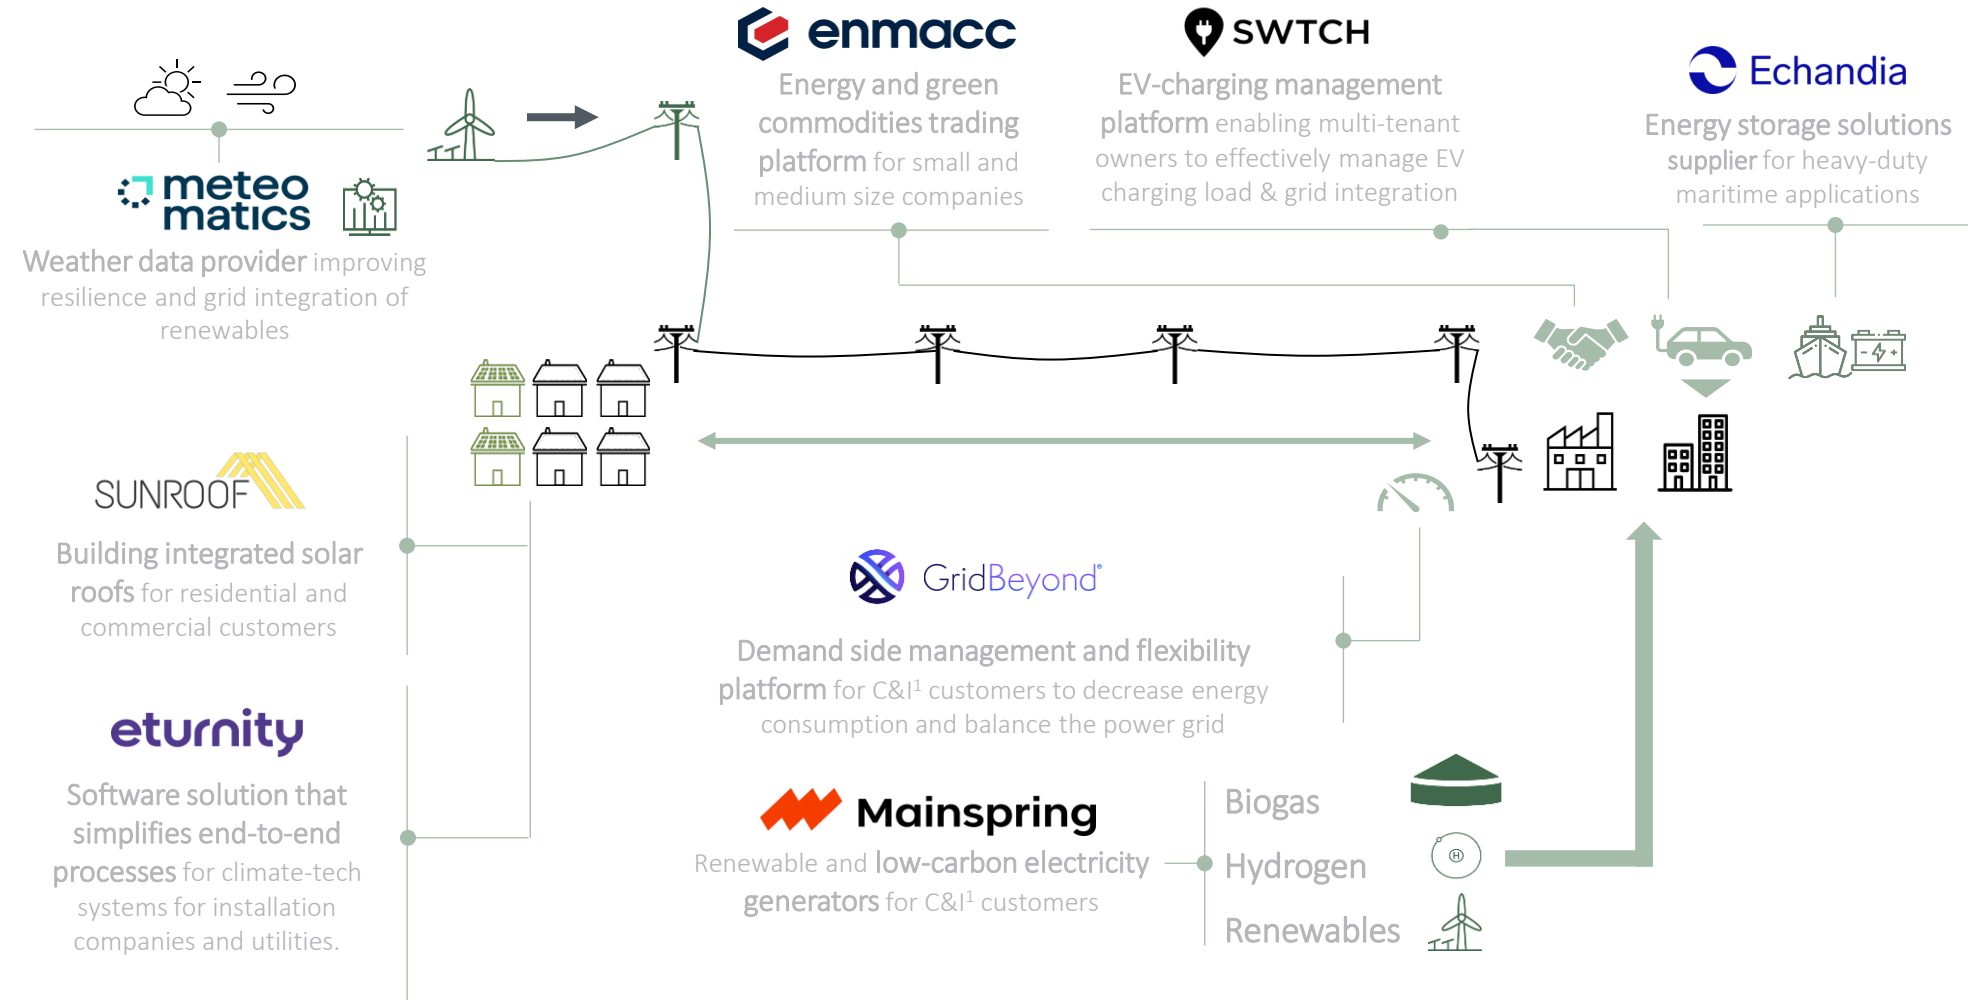 enmacc
Energy and green
commodities trading
platform for small and
medium size companies
SWTCH
EV-charging management
platform enabling multi-tenant
owners to effectively manage EV
charging load & grid integration
Echandia
Energy storage solutions
supplier for heavy-duty
maritime applications
meteo
matics
Weather data provider improving
resilience and grid integration of
renewables
SUNROOF
Building integrated solar
roofs for residential and
commercial customers
eturnity
Software solution that
simplifies end-to-end
processes for climate-tech
systems for installation
companies and utilities.
GridBeyond
Demand side management and flexibility
platform for C&I¹ customers to decrease energy
consumption and balance the power grid
Mainspring
Renewable and low-carbon electricity
generators for C&I¹ customers
Biogas
Hydrogen
H
Renewables